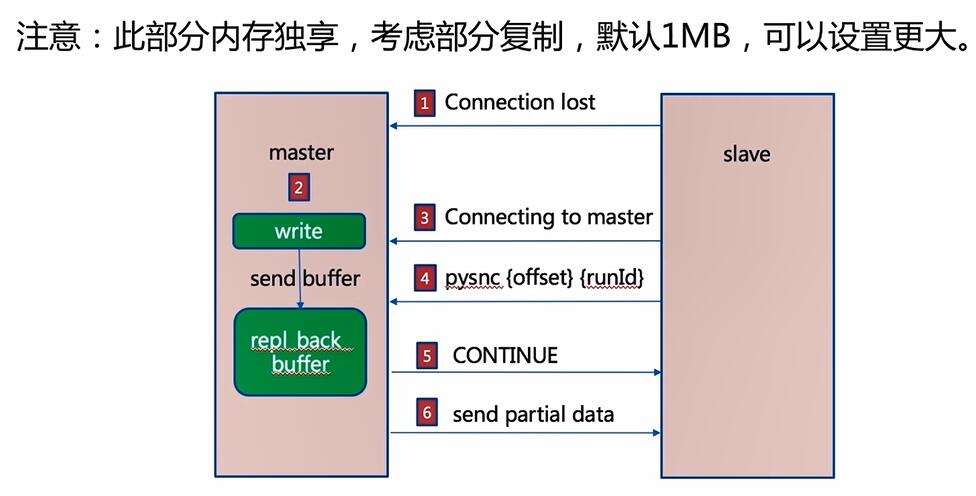 注意：此部分内存独享，考虑部分复制，默认1MB，可以设置更大。
1 Connection lost
master
slave
2
3 Connecting to master
write
send buffer
4 pysnc {offset} {runId}
repl_back_
buffer
5 CONTINUE
6 send partial data